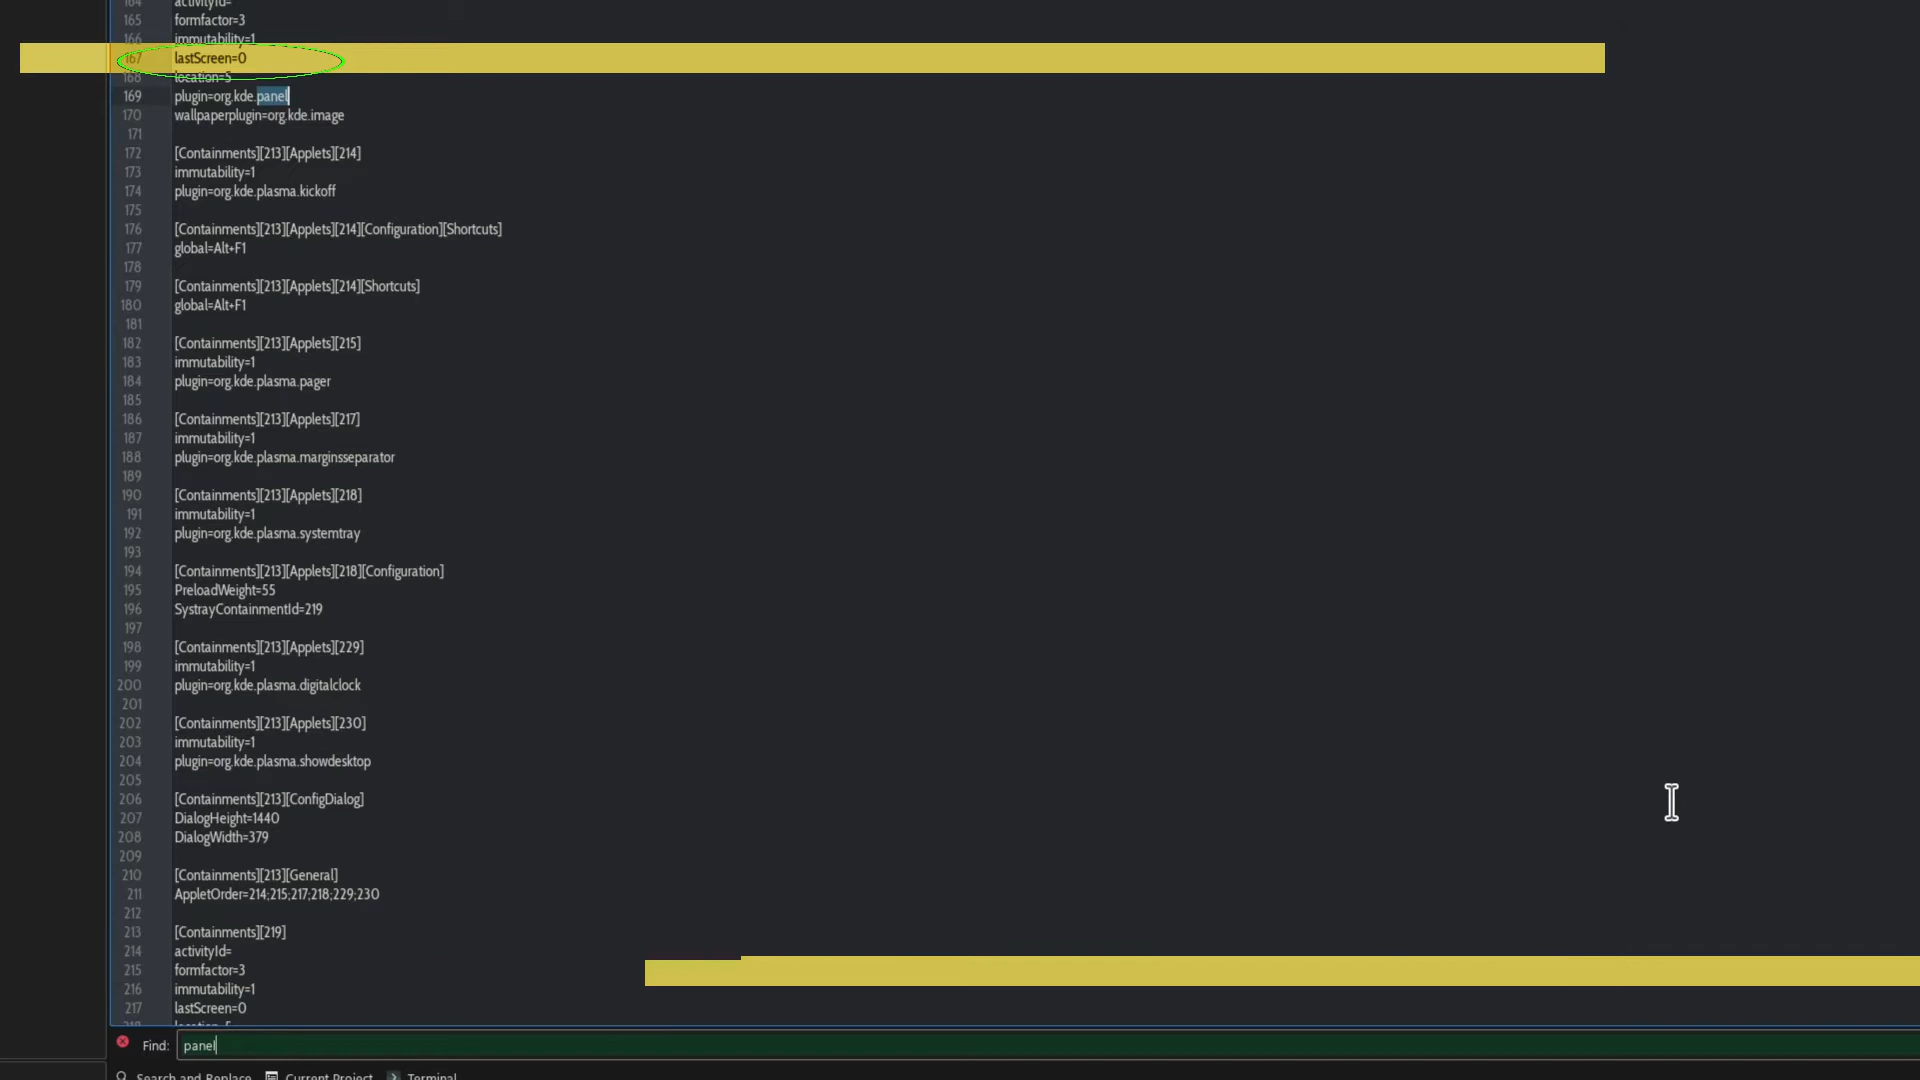 164 activityId=
165 formfactor=3
166 immutability=1
167 lastScreen=0
168 location=5
169 plugin=org.kde.panel
170 wallpaperplugin=org.kde.image
171
172 [Containments][213][Applets][214]
173 immutability=1
174 plugin=org.kde.plasma.kickoff
175
176 [Containments][213][Applets][214][Configuration][Shortcuts]
177 global=Alt+F1
178
179 [Containments][213][Applets][214][Shortcuts]
180 global=Alt+F1
181
182 [Containments][213][Applets][215]
183 immutability=1
184 plugin=org.kde.plasma.pager
185
186 [Containments][213][Applets][217]
187 immutability=1
188 plugin=org.kde.plasma.marginsseparator
189
190 [Containments][213][Applets][218]
191 immutability=1
192 plugin=org.kde.plasma.systemtray
193
194 [Containments][213][Applets][218][Configuration]
195 PreloadWeight=55
196 SystrayContainmentId=219
197
198 [Containments][213][Applets][229]
199 immutability=1
200 plugin=org.kde.plasma.digitalclock
201
202 [Containments][213][Applets][230]
203 immutability=1
204 plugin=org.kde.plasma.showdesktop
205
206 [Containments][213][ConfigDialog]
207 DialogHeight=1440
208 DialogWidth=379
209
210 [Containments][213][General]
211 AppletOrder=214;215;217;218;229;230
212
213 [Containments][219]
214 activityId=
215 formfactor=3
216 immutability=1
217 lastScreen=0
218 location=5
Find: panel
Search and Replace Current Project Terminal